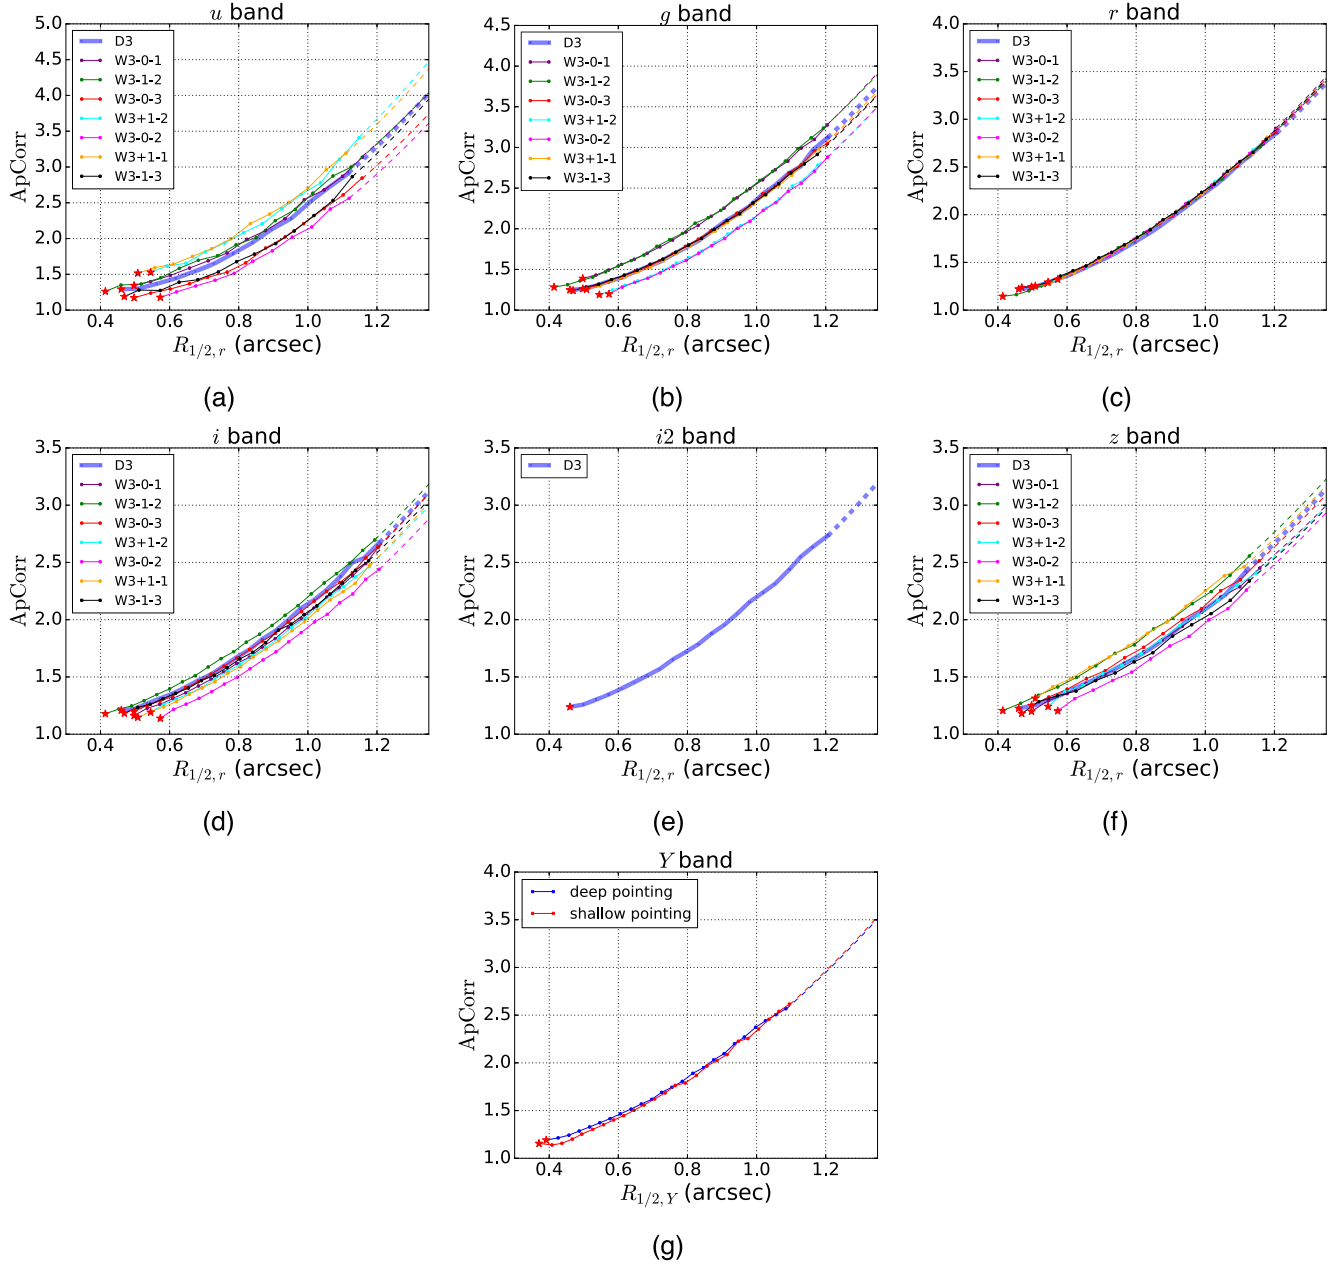 u band
5.0
4.5
4.0
3.5
3.0
2.5
2.0
1.5
1.0
ApCorr
D3
W3-0-1
W3-1-2
W3-0-3
W3+1-2
W3-0-2
W3+1-1
W3-1-3
0.4 0.6 0.8 1.0 1.2
R1/2,r (arcsec)
(a)
g band
4.5
4.0
3.5
3.0
2.5
2.0
1.5
1.0
ApCorr
D3
W3-0-1
W3-1-2
W3-0-3
W3+1-2
W3-0-2
W3+1-1
W3-1-3
0.4 0.6 0.8 1.0 1.2
R1/2,r (arcsec)
(b)
r band
4.0
3.5
3.0
2.5
2.0
1.5
1.0
ApCorr
D3
W3-0-1
W3-1-2
W3-0-3
W3+1-2
W3-0-2
W3+1-1
W3-1-3
0.4 0.6 0.8 1.0 1.2
R1/2,r (arcsec)
(c)
i band
3.5
3.0
2.5
2.0
1.5
1.0
ApCorr
D3
W3-0-1
W3-1-2
W3-0-3
W3+1-2
W3-0-2
W3+1-1
W3-1-3
0.4 0.6 0.8 1.0 1.2
R1/2,r (arcsec)
(d)
i2 band
3.5
3.0
2.5
2.0
1.5
1.0
ApCorr
D3
0.4 0.6 0.8 1.0 1.2
R1/2,r (arcsec)
(e)
z band
3.5
3.0
2.5
2.0
1.5
1.0
ApCorr
D3
W3-0-1
W3-1-2
W3-0-3
W3+1-2
W3-0-2
W3+1-1
W3-1-3
0.4 0.6 0.8 1.0 1.2
R1/2,r (arcsec)
(f)
Y band
4.0
3.5
3.0
2.5
2.0
1.5
1.0
ApCorr
deep pointing
shallow pointing
0.4 0.6 0.8 1.0 1.2
R1/2,Y (arcsec)
(g)